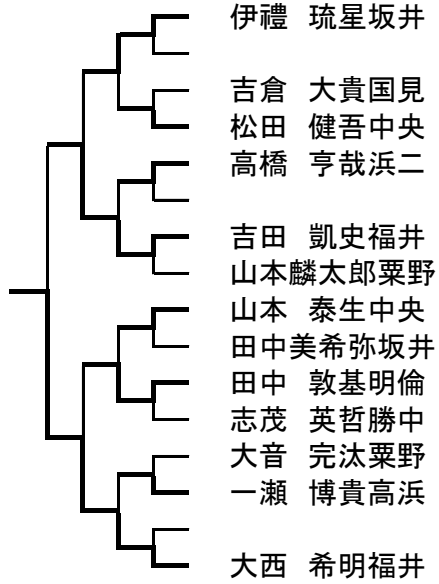 伊禮 琉星坂井
吉倉 大貴国見
松田 健吾中央
高橋 亨哉浜二
吉田 凱史福井
山本麟太郎粟野
山本 泰生中央
田中美希弥坂井
田中 敦基明倫
志茂 英哲勝中
大音 完汰粟野
一瀬 博貴高浜
大西 希明福井